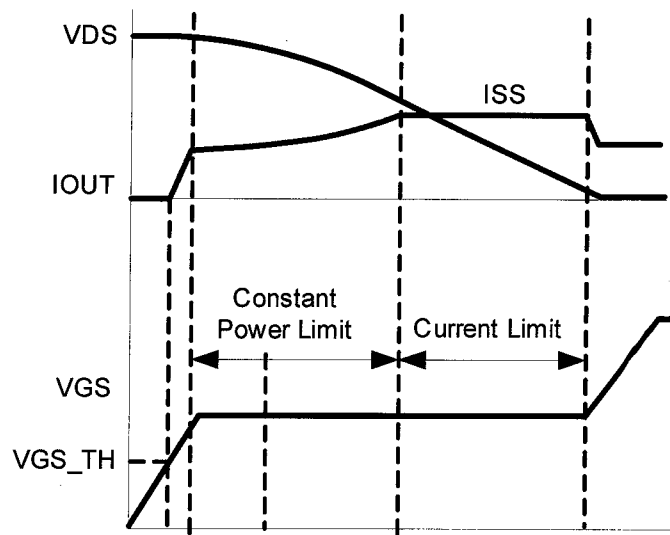 VDS
ISS
IOUT
Constant
Power Limit
Current Limit
VGS
VGS_TH